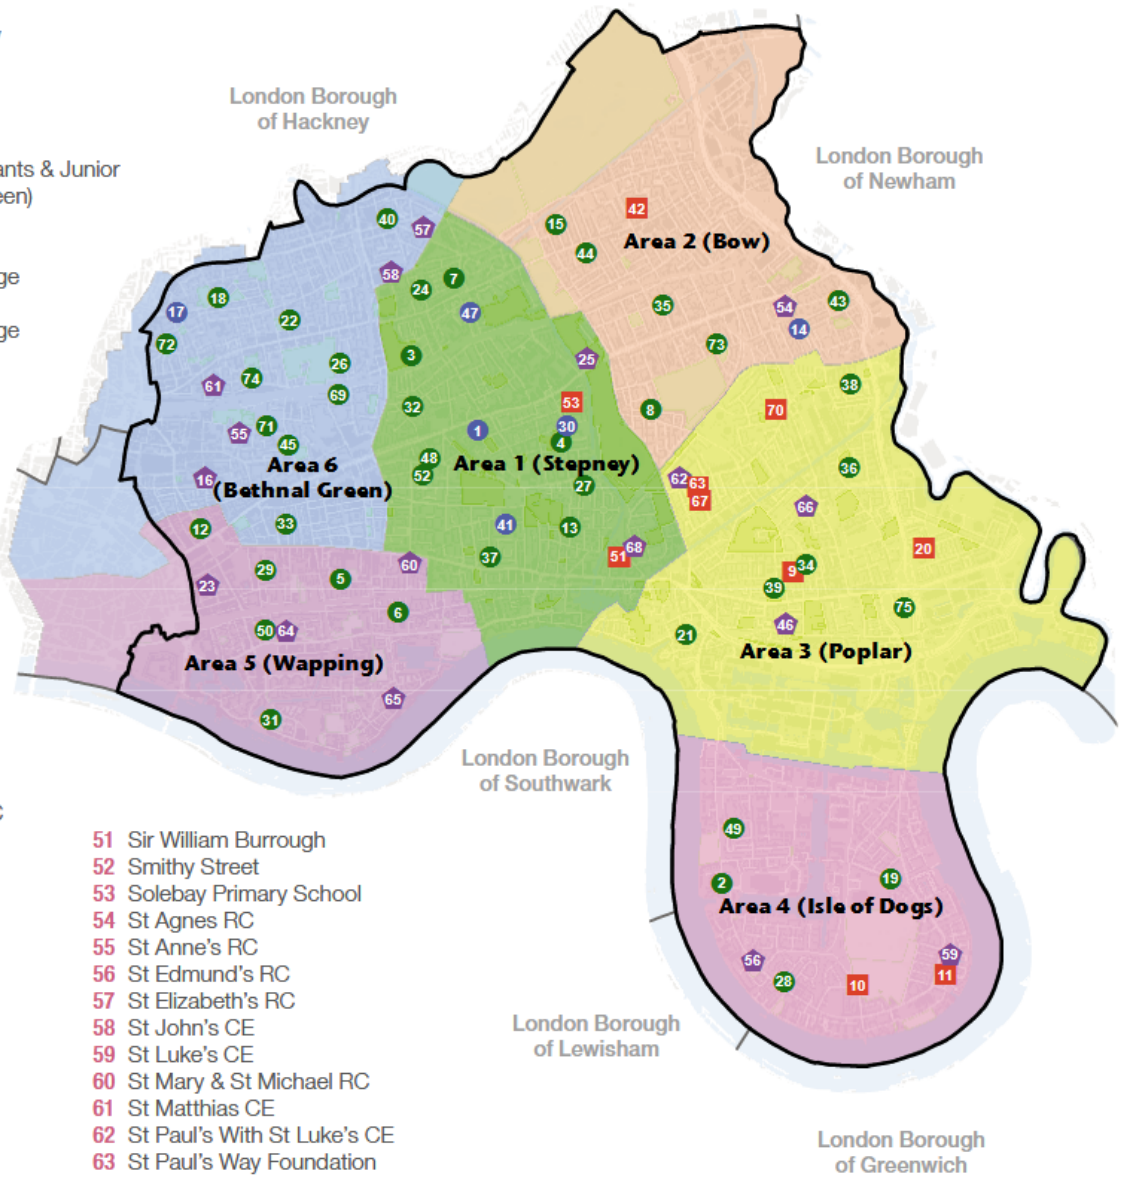 London Borough
of Hackney
ants & Junior
een)
London Borough
of Newham
42
40
57
15
Area 2 (Bow)
44
58
7
24
ge
18
17
47
54
43
35
22
14
ge
72
73
3
25
26
61
74
38
69
32
53
70
8
71
55
1
30
45
4
48
Area 6
Area 1 (Stepney)
36
52
16
(Bethnal Green)
62
63
27
67
66
12
33
41
13
37
51
68
20
29
60
5
9
34
23
39
6
75
50
64
46
21
Area 5 (Wapping)
Area 3 (Poplar)
65
31
London Borough
of Southwark
49
2
19
Area 4 (Isle of Dogs)
56
59
28
10
11
London Borough
of Lewisham
London Borough
of Greenwich
C
51 Sir William Burrough
52 Smithy Street
53 Solebay Primary School
54 St Agnes RC
55 St Anne's RC
56 St Edmund's RC
57 St Elizabeth's RC
58 St John's CE
59 St Luke's CE
60 St Mary & St Michael RC
61 St Matthias CE
62 St Paul's With St Luke's CE
63 St Paul's Way Foundation